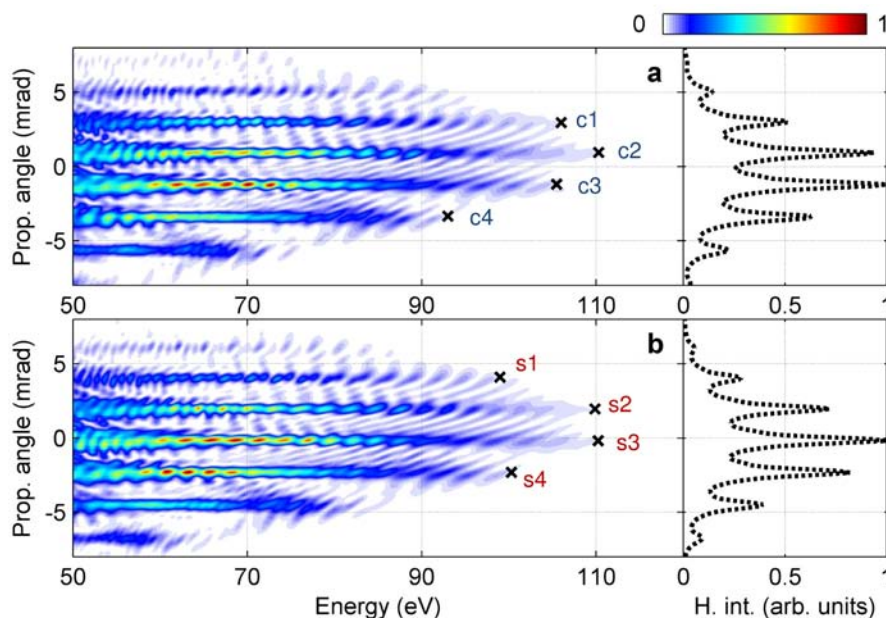 0 1
Prop. angle (mrad)
5
0
-5
a
c1
c2
c3
c4
50 70 90 110
0 0.5 1
Prop. angle (mrad)
5
0
-5
b
s1
s2
s3
s4
50 70 90 110
0 0.5 1
Energy (eV)
H. int. (arb. units)